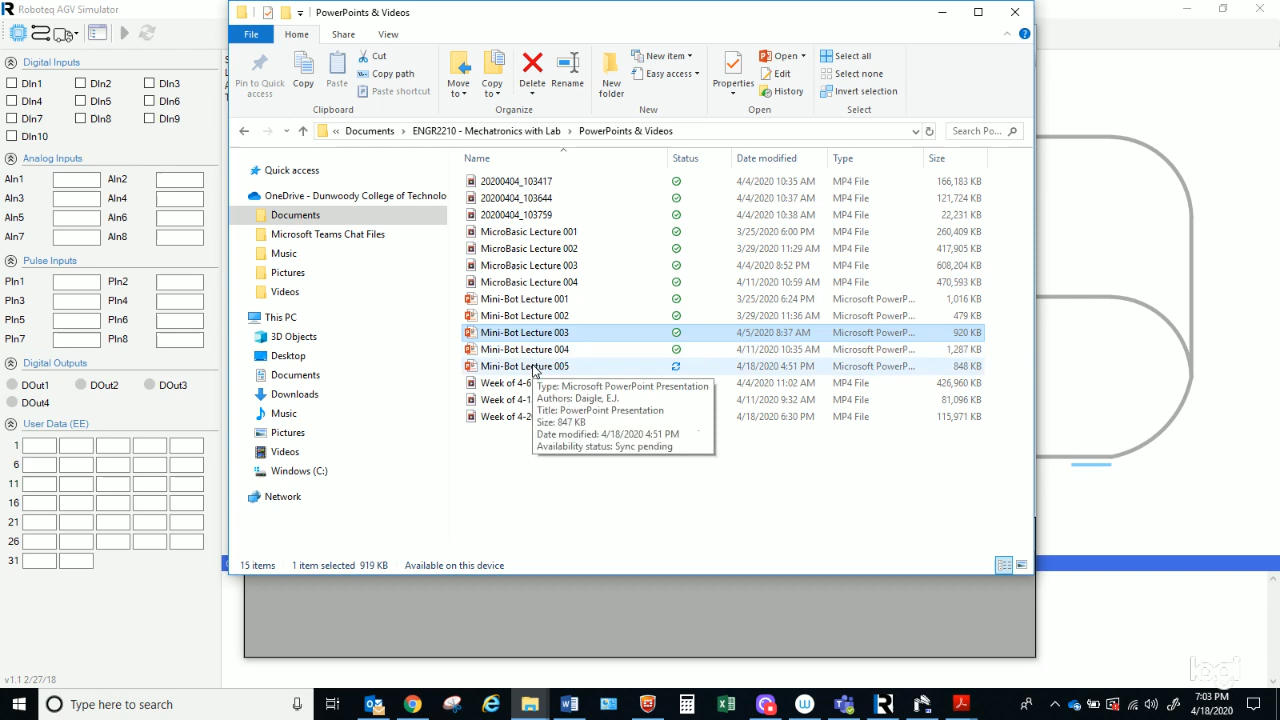 Roboteq AGV Simulator
PowerPoints & Videos
File Home Share View
Pin to Quick access
Copy
Paste
Cut
Copy path
Paste shortcut
Clipboard
Move to
Copy to
Delete
Rename
Organize
New folder
New item
Easy access
New
Properties
Open
Edit
History
Open
Select all
Select none
Invert selection
Select
« Documents > ENGR2210 - Mechatronics with Lab > PowerPoints & Videos
Search Po...
Quick access
OneDrive - Dunwoody College of Technolo
Documents
Microsoft Teams Chat Files
Music
Pictures
Videos
This PC
3D Objects
Desktop
Documents
Downloads
Music
Pictures
Videos
Windows (C:)
Network
Name Status Date modified Type Size
20200404_103417 4/4/2020 10:35 AM MP4 File 166,183 KB
20200404_103644 4/4/2020 10:37 AM MP4 File 121,724 KB
20200404_103759 4/4/2020 10:38 AM MP4 File 22,231 KB
MicroBasic Lecture 001 3/25/2020 6:00 PM MP4 File 260,409 KB
MicroBasic Lecture 002 3/29/2020 11:29 AM MP4 File 417,905 KB
MicroBasic Lecture 003 4/4/2020 8:52 PM MP4 File 608,204 KB
MicroBasic Lecture 004 4/11/2020 10:59 AM MP4 File 470,593 KB
Mini-Bot Lecture 001 3/25/2020 6:24 PM Microsoft PowerP... 1,016 KB
Mini-Bot Lecture 002 3/29/2020 11:36 AM Microsoft PowerP... 479 KB
Mini-Bot Lecture 003 4/5/2020 8:37 AM Microsoft PowerP... 920 KB
Mini-Bot Lecture 004 4/11/2020 10:35 AM Microsoft PowerP... 1,287 KB
Mini-Bot Lecture 005 4/18/2020 4:51 PM Microsoft PowerP... 848 KB
Week of 4-6 4/4/2020 11:02 AM MP4 File 426,960 KB
Week of 4-1 4/11/2020 9:32 AM MP4 File 81,096 KB
Week of 4-2 4/18/2020 6:30 PM MP4 File 115,971 KB
Type: Microsoft PowerPoint Presentation
Authors: Daigle, E.J.
Title: PowerPoint Presentation
Size: 847 KB
Date modified: 4/18/2020 4:51 PM
Availability status: Sync pending
15 items 1 item selected 919 KB Available on this device
Digital Inputs
DIn1 DIn2 DIn3
DIn4 DIn5 DIn6
DIn7 DIn8 DIn9
DIn10
Analog Inputs
AIn1 AIn2
AIn3 AIn4
AIn5 AIn6
AIn7 AIn8
Pulse Inputs
PIn1 PIn2
PIn3 PIn4
PIn5 PIn6
PIn7 PIn8
Digital Outputs
DOut1 DOut2 DOut3
DOut4
User Data (EE)
1
6
11
16
21
26
31
v1.1 2/27/18
Type here to search
7:03 PM
4/18/2020